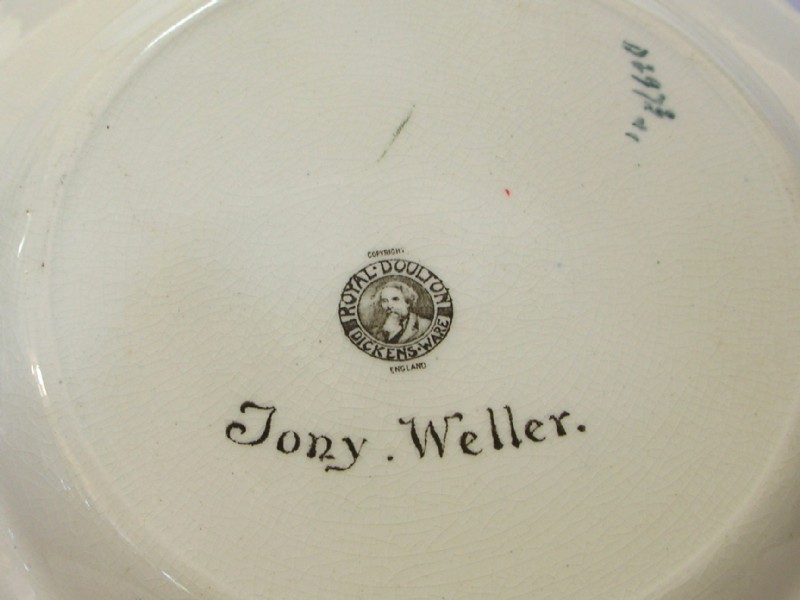 COPYRIGHT
ROYAL · DOULTON
DICKENS · WARE
ENGLAND
Tony . Weller.